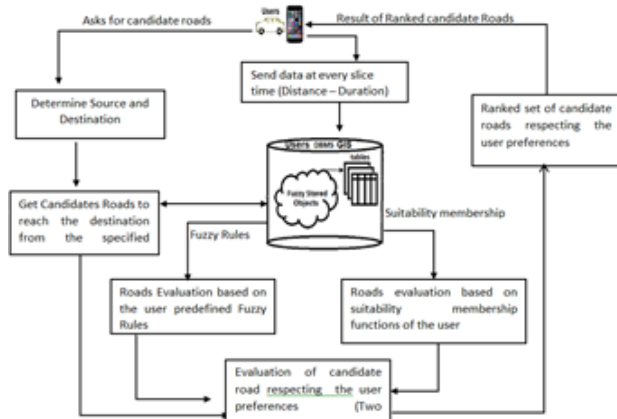 Asks for candidate roads
Users
Result of Ranked candidate Roads
Send data at every slice
time (Distance – Duration)
Determine Source and
Destination
Ranked set of candidate
roads respecting the
user preferences
Users DBMS GIS
tables
Fuzzy Stored
Objects
Get Candidates Roads to
reach the destination
from the specified
Fuzzy Rules
Suitability membership
Roads Evaluation based on
the user predefined Fuzzy
Rules
Roads evaluation based on
suitability membership
functions of the user
Evaluation of candidate
road respecting the user
preferences (Two